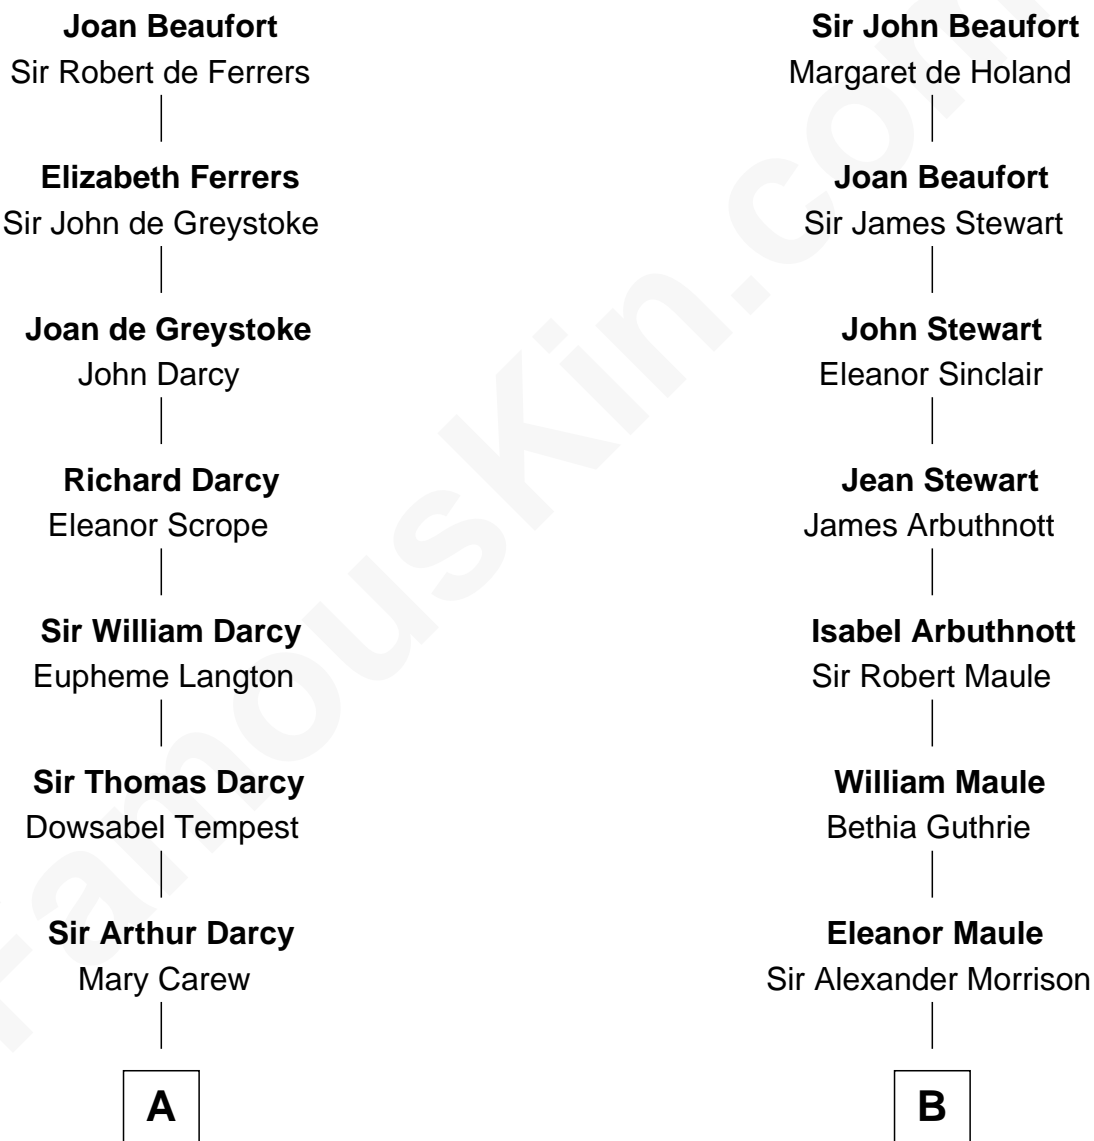 Joan Beaufort
Sir Robert de Ferrers
Elizabeth Ferrers
Sir John de Greystoke
Joan de Greystoke
John Darcy
Richard Darcy
Eleanor Scrope
Sir William Darcy
Eupheme Langton
Sir Thomas Darcy
Dowsabel Tempest
Sir Arthur Darcy
Mary Carew
A
Sir John Beaufort
Margaret de Holand
Joan Beaufort
Sir James Stewart
John Stewart
Eleanor Sinclair
Jean Stewart
James Arbuthnott
Isabel Arbuthnott
Sir Robert Maule
William Maule
Bethia Guthrie
Eleanor Maule
Sir Alexander Morrison
B
FamousKin.com